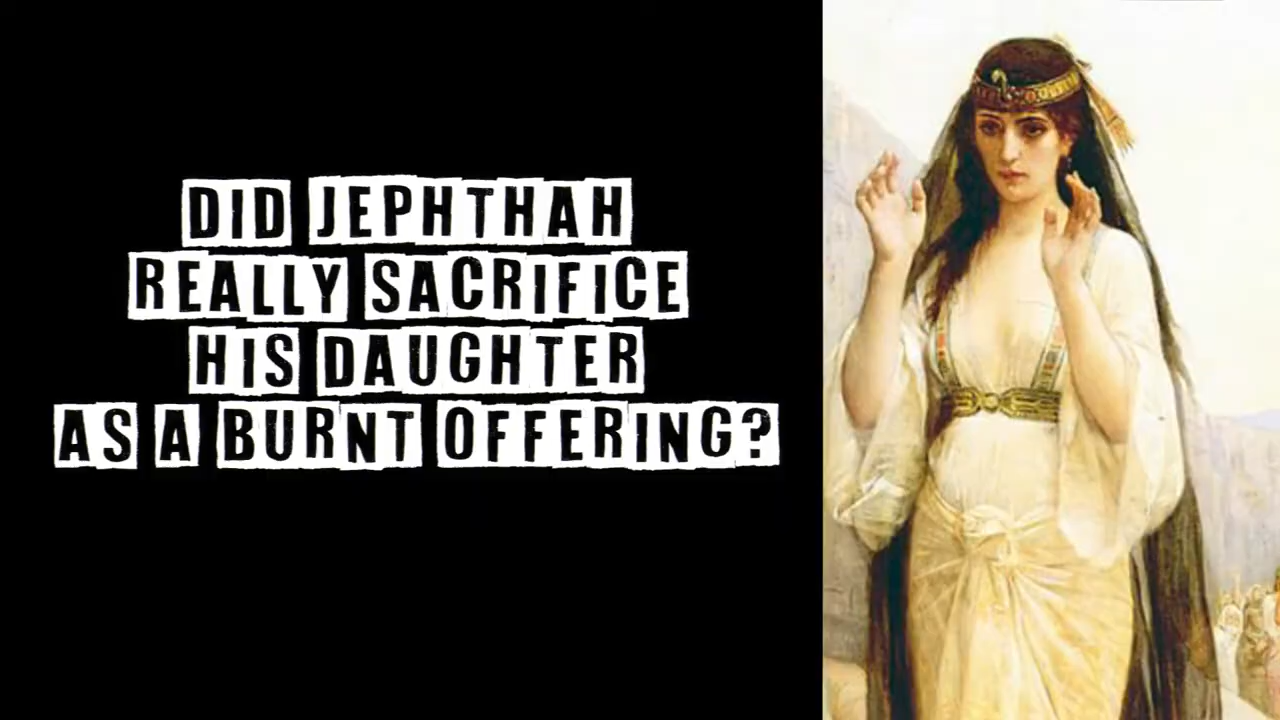 DID JEPHTHAH
REALLY SACRIFICE
HIS DAUGHTER
AS A BURNT OFFERING?